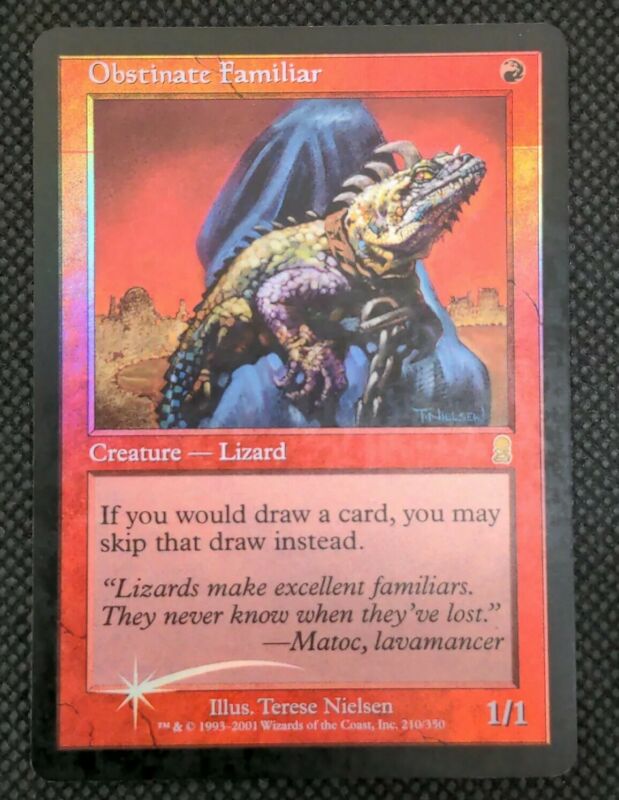 Obstinate Familiar
T. NIELSEN
Creature — Lizard
If you would draw a card, you may
skip that draw instead.
“Lizards make excellent familiars.
They never know when they’ve lost.”
—Matoc, lavamancer
Illus. Terese Nielsen
™ & © 1993–2001 Wizards of the Coast, Inc. 210/350
1/1